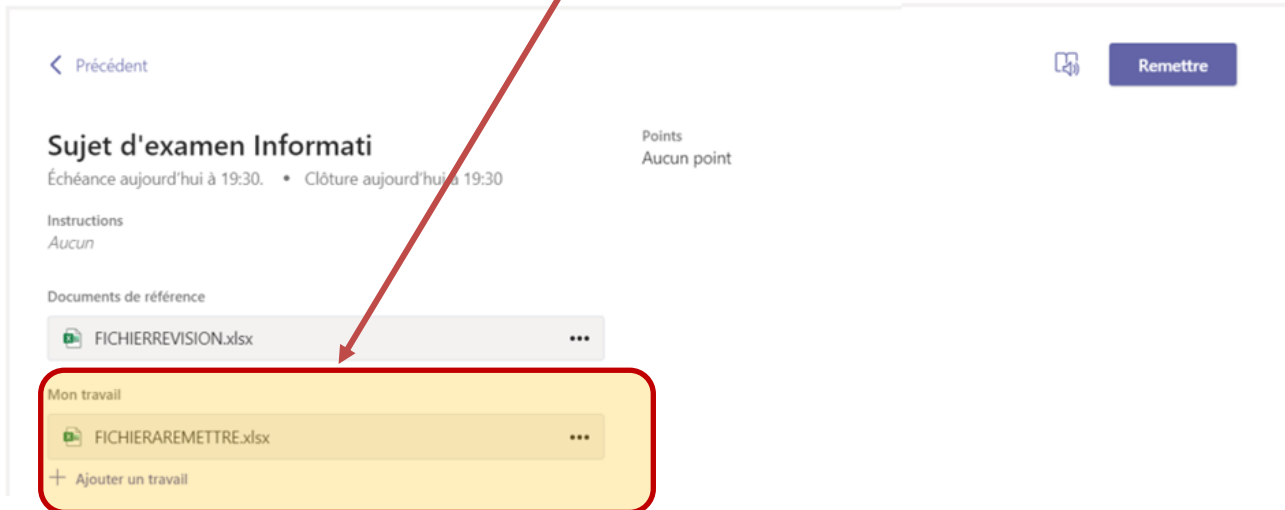 Précédent
Remettre
Sujet d'examen Informati
Points
Aucun point
Échéance aujourd'hui à 19:30. • Clôture aujourd'hui à 19:30
Instructions
Aucun
Documents de référence
FICHIERREVISION.xlsx
Mon travail
FICHIERAREMETTRE.xlsx
+ Ajouter un travail